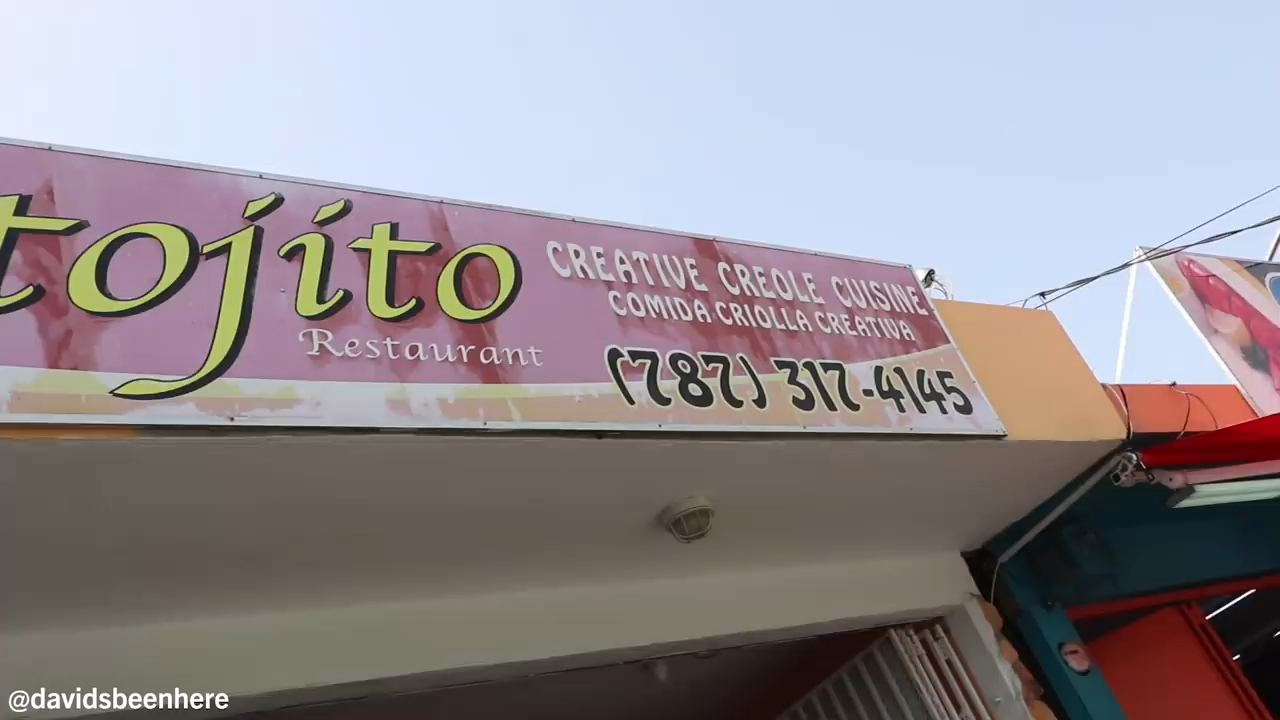 tojito
Restaurant
CREATIVE CREOLE CUISINE
COMIDA CRIOLLA CREATIVA
(787) 317-4145
@davidsbeenhere